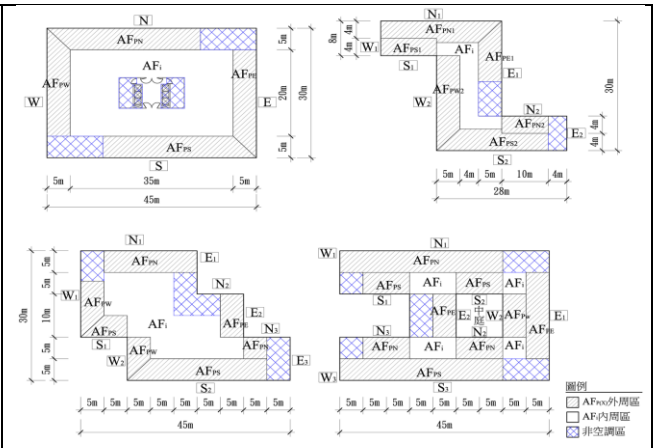 N
AFPN
5m
AFi
AFPW
AFPE
W
E
20m
30m
AFPS
5m
S
5m
35m
5m
45m
N1
AFPN1
8m
4m
4m
W1
AFPS1
AFi
AFPE1
S1
E1
W2
AFPW2
30m
N2
AFPN2
AFPS2
E2
4m
4m
S2
5m
4m
5m
10m
4m
28m
N1
AFPN
E1
5m
5m
N2
W1
AFPW
30m
10m
AFi
E2
AFPS
AFPE
S1
N3
AFPW
AFPN
5m
W2
AFPS
E3
5m
S2
5m 5m 5m 5m 5m 5m 5m 5m 5m
45m
N1
W1
AFPN
AFPS
AFi
AFPS
AFi
S1
S2
AFPE
E2
中庭
W2
AFPW
AFPE
E1
N3
N2
AFPN
AFi
AFPN
AFi
AFPS
W3
S3
5m 5m 5m 5m 5m 5m 5m 5m 5m
45m
圖例
AFP(K)外周區
AFi內周區
非空調區